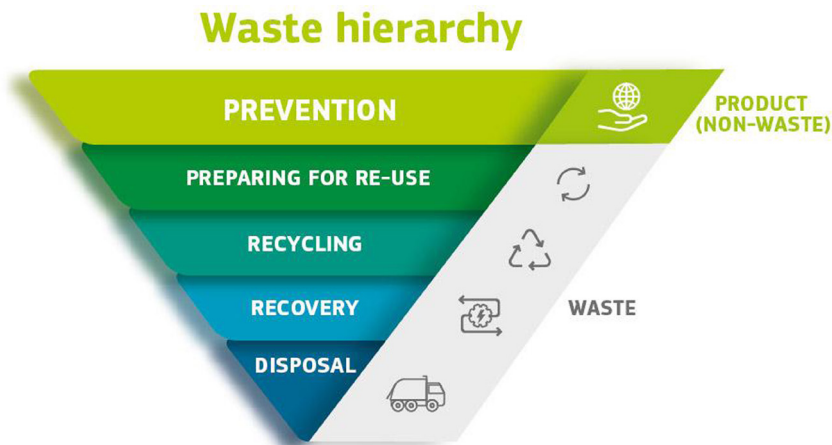 Waste hierarchy
PREVENTION
PRODUCT
(NON-WASTE)
PREPARING FOR RE-USE
RECYCLING
RECOVERY
WASTE
DISPOSAL